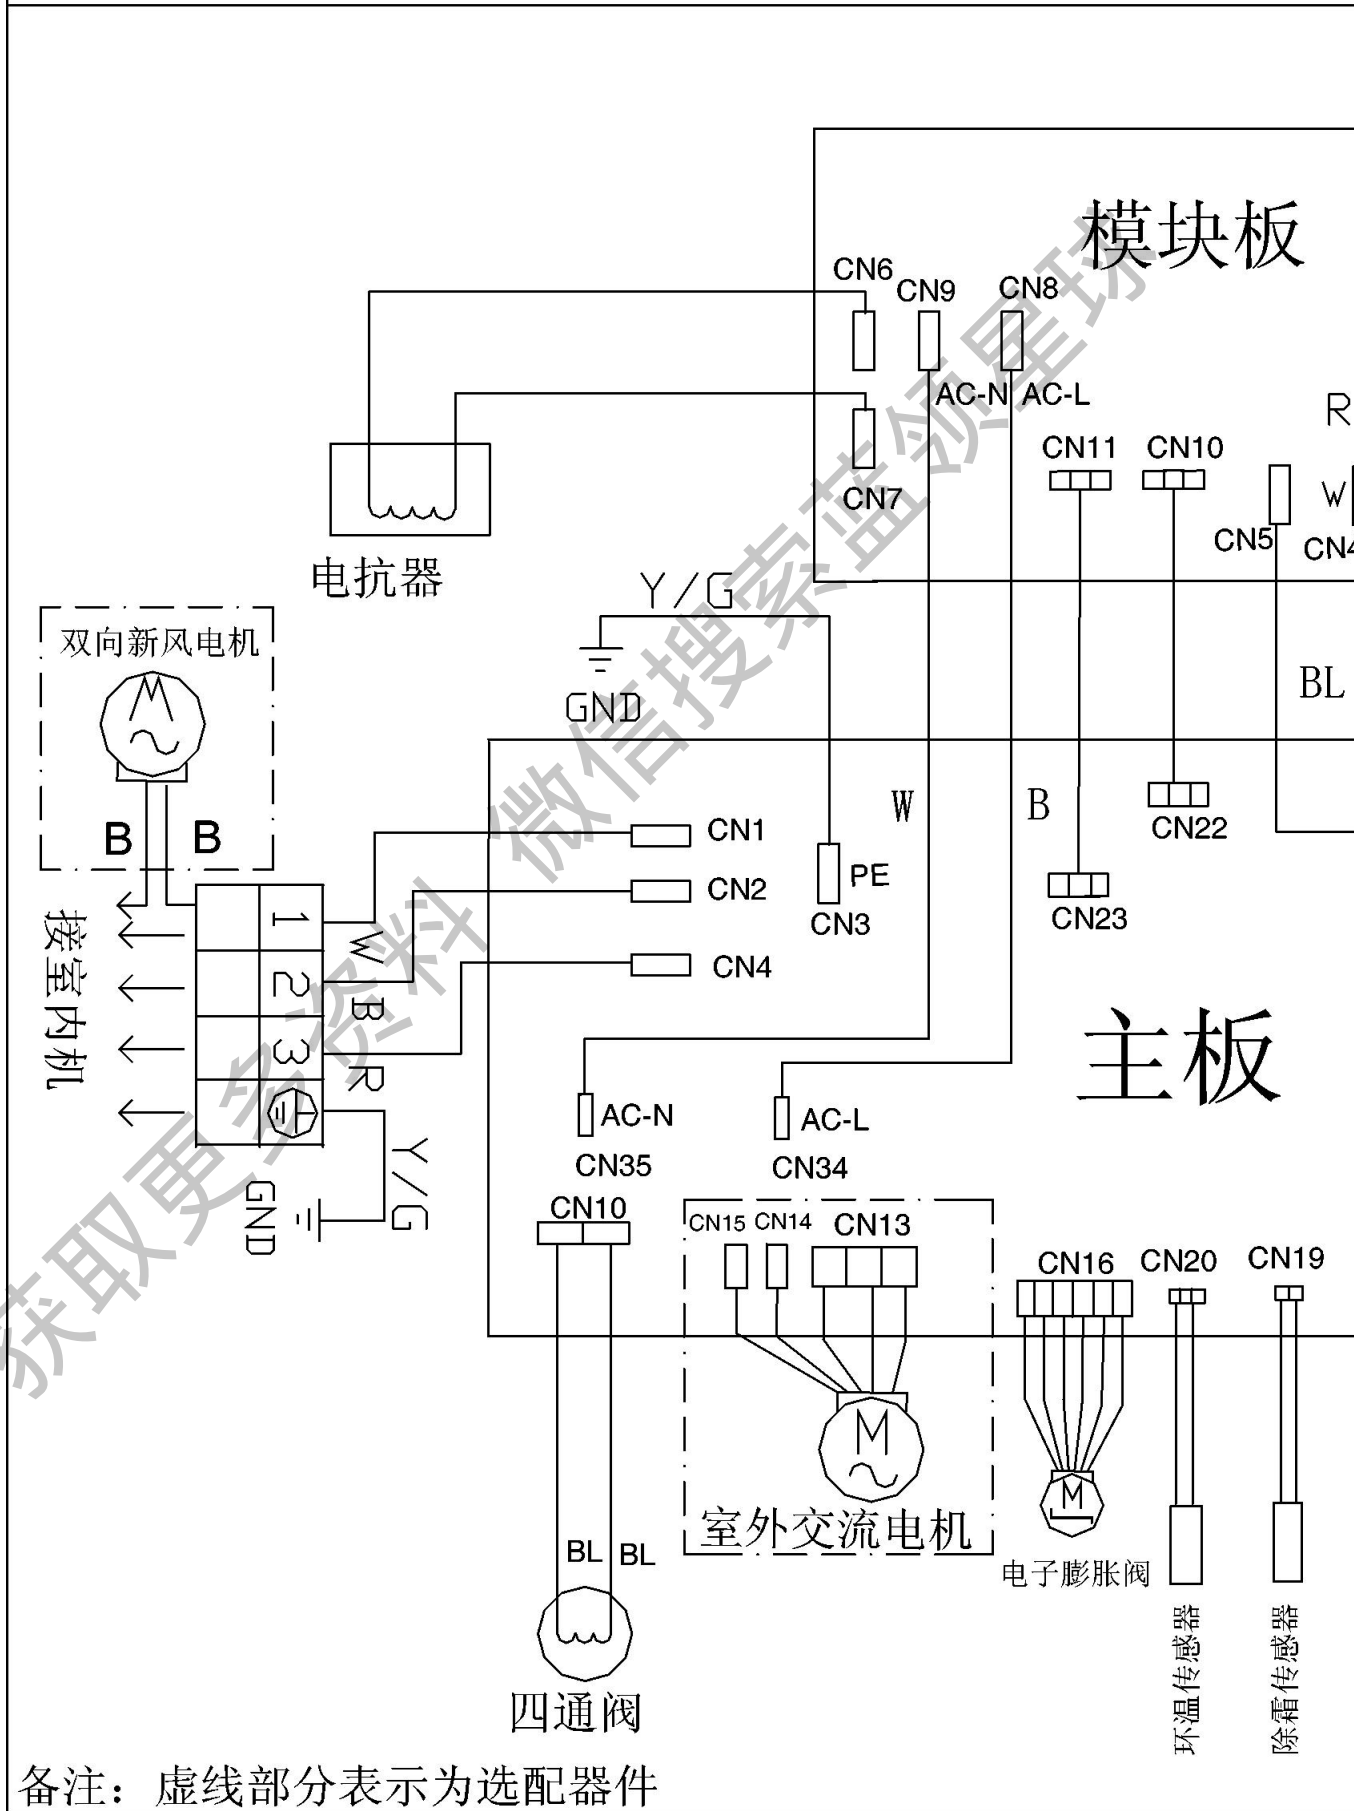 模块板
CN6
CN9
CN8
AC-N
AC-L
R
CN11
CN10
W
CN7
CN5
CN4
电抗器
Y/G
GND
双向新风电机
M
B
B
BL
W
B
CN1
CN22
CN2
PE
CN3
CN23
CN4
接室内机
1
W
2
B
3
R
主板
AC-N
CN35
AC-L
CN34
Y/G
GND
CN10
CN15
CN14
CN13
CN16
CN20
CN19
M
室外交流电机
M
电子膨胀阀
BL
BL
四通阀
环温传感器
除霜传感器
备注：虚线部分表示为选配器件
获取更多资料 微信搜索蓝领星球